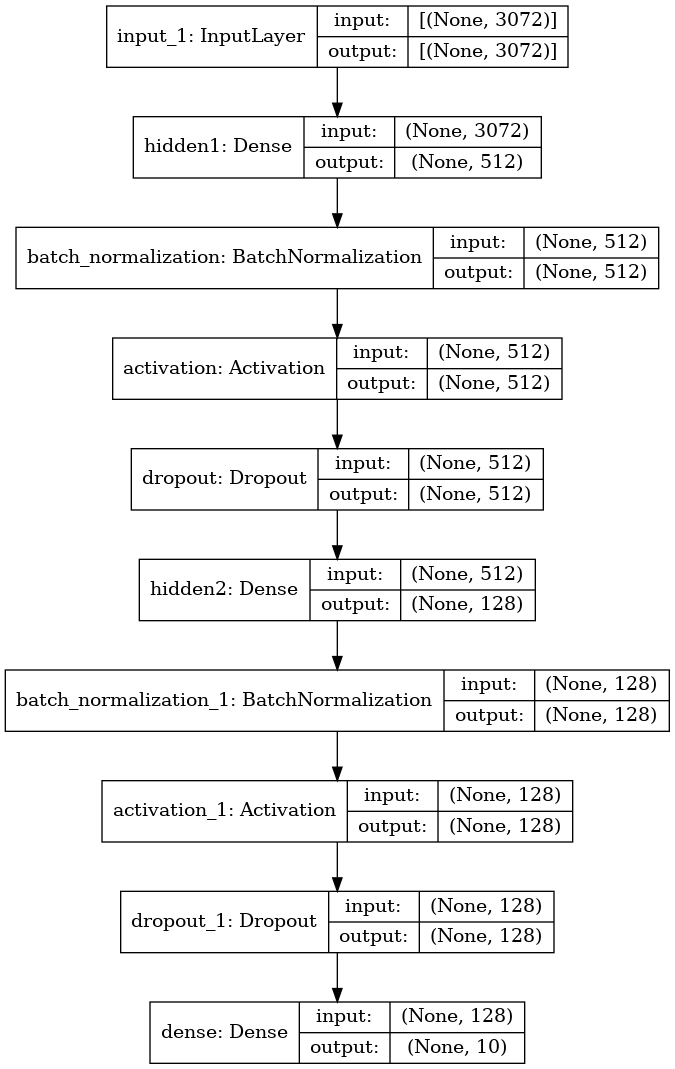 input_1: InputLayer
input: [(None, 3072)]
output: [(None, 3072)]
hidden1: Dense
input: (None, 3072)
output: (None, 512)
batch_normalization: BatchNormalization
input: (None, 512)
output: (None, 512)
activation: Activation
input: (None, 512)
output: (None, 512)
dropout: Dropout
input: (None, 512)
output: (None, 512)
hidden2: Dense
input: (None, 512)
output: (None, 128)
batch_normalization_1: BatchNormalization
input: (None, 128)
output: (None, 128)
activation_1: Activation
input: (None, 128)
output: (None, 128)
dropout_1: Dropout
input: (None, 128)
output: (None, 128)
dense: Dense
input: (None, 128)
output: (None, 10)